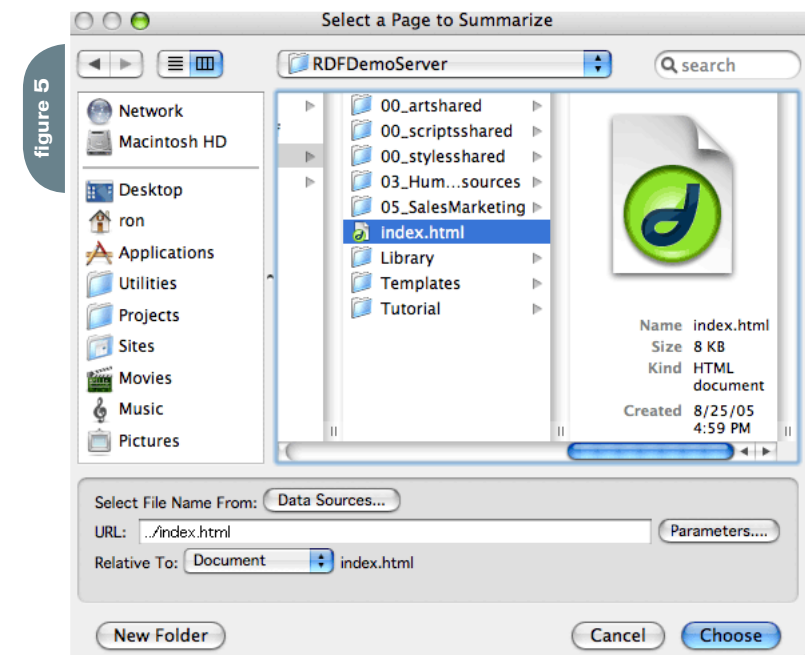 Select a Page to Summarize
figure 5
RDFDemoServer
search
Network
Macintosh HD
Desktop
ron
Applications
Utilities
Projects
Sites
Movies
Music
Pictures
00_artshared
00_scriptsshared
00_stylesshared
03_Hum...sources
05_SalesMarketing
index.html
Library
Templates
Tutorial
Name index.html
Size 8 KB
Kind HTML
document
Created 8/25/05
4:59 PM
Select File Name From: Data Sources...
URL: ../index.html Parameters....
Relative To: Document index.html
New Folder Cancel Choose